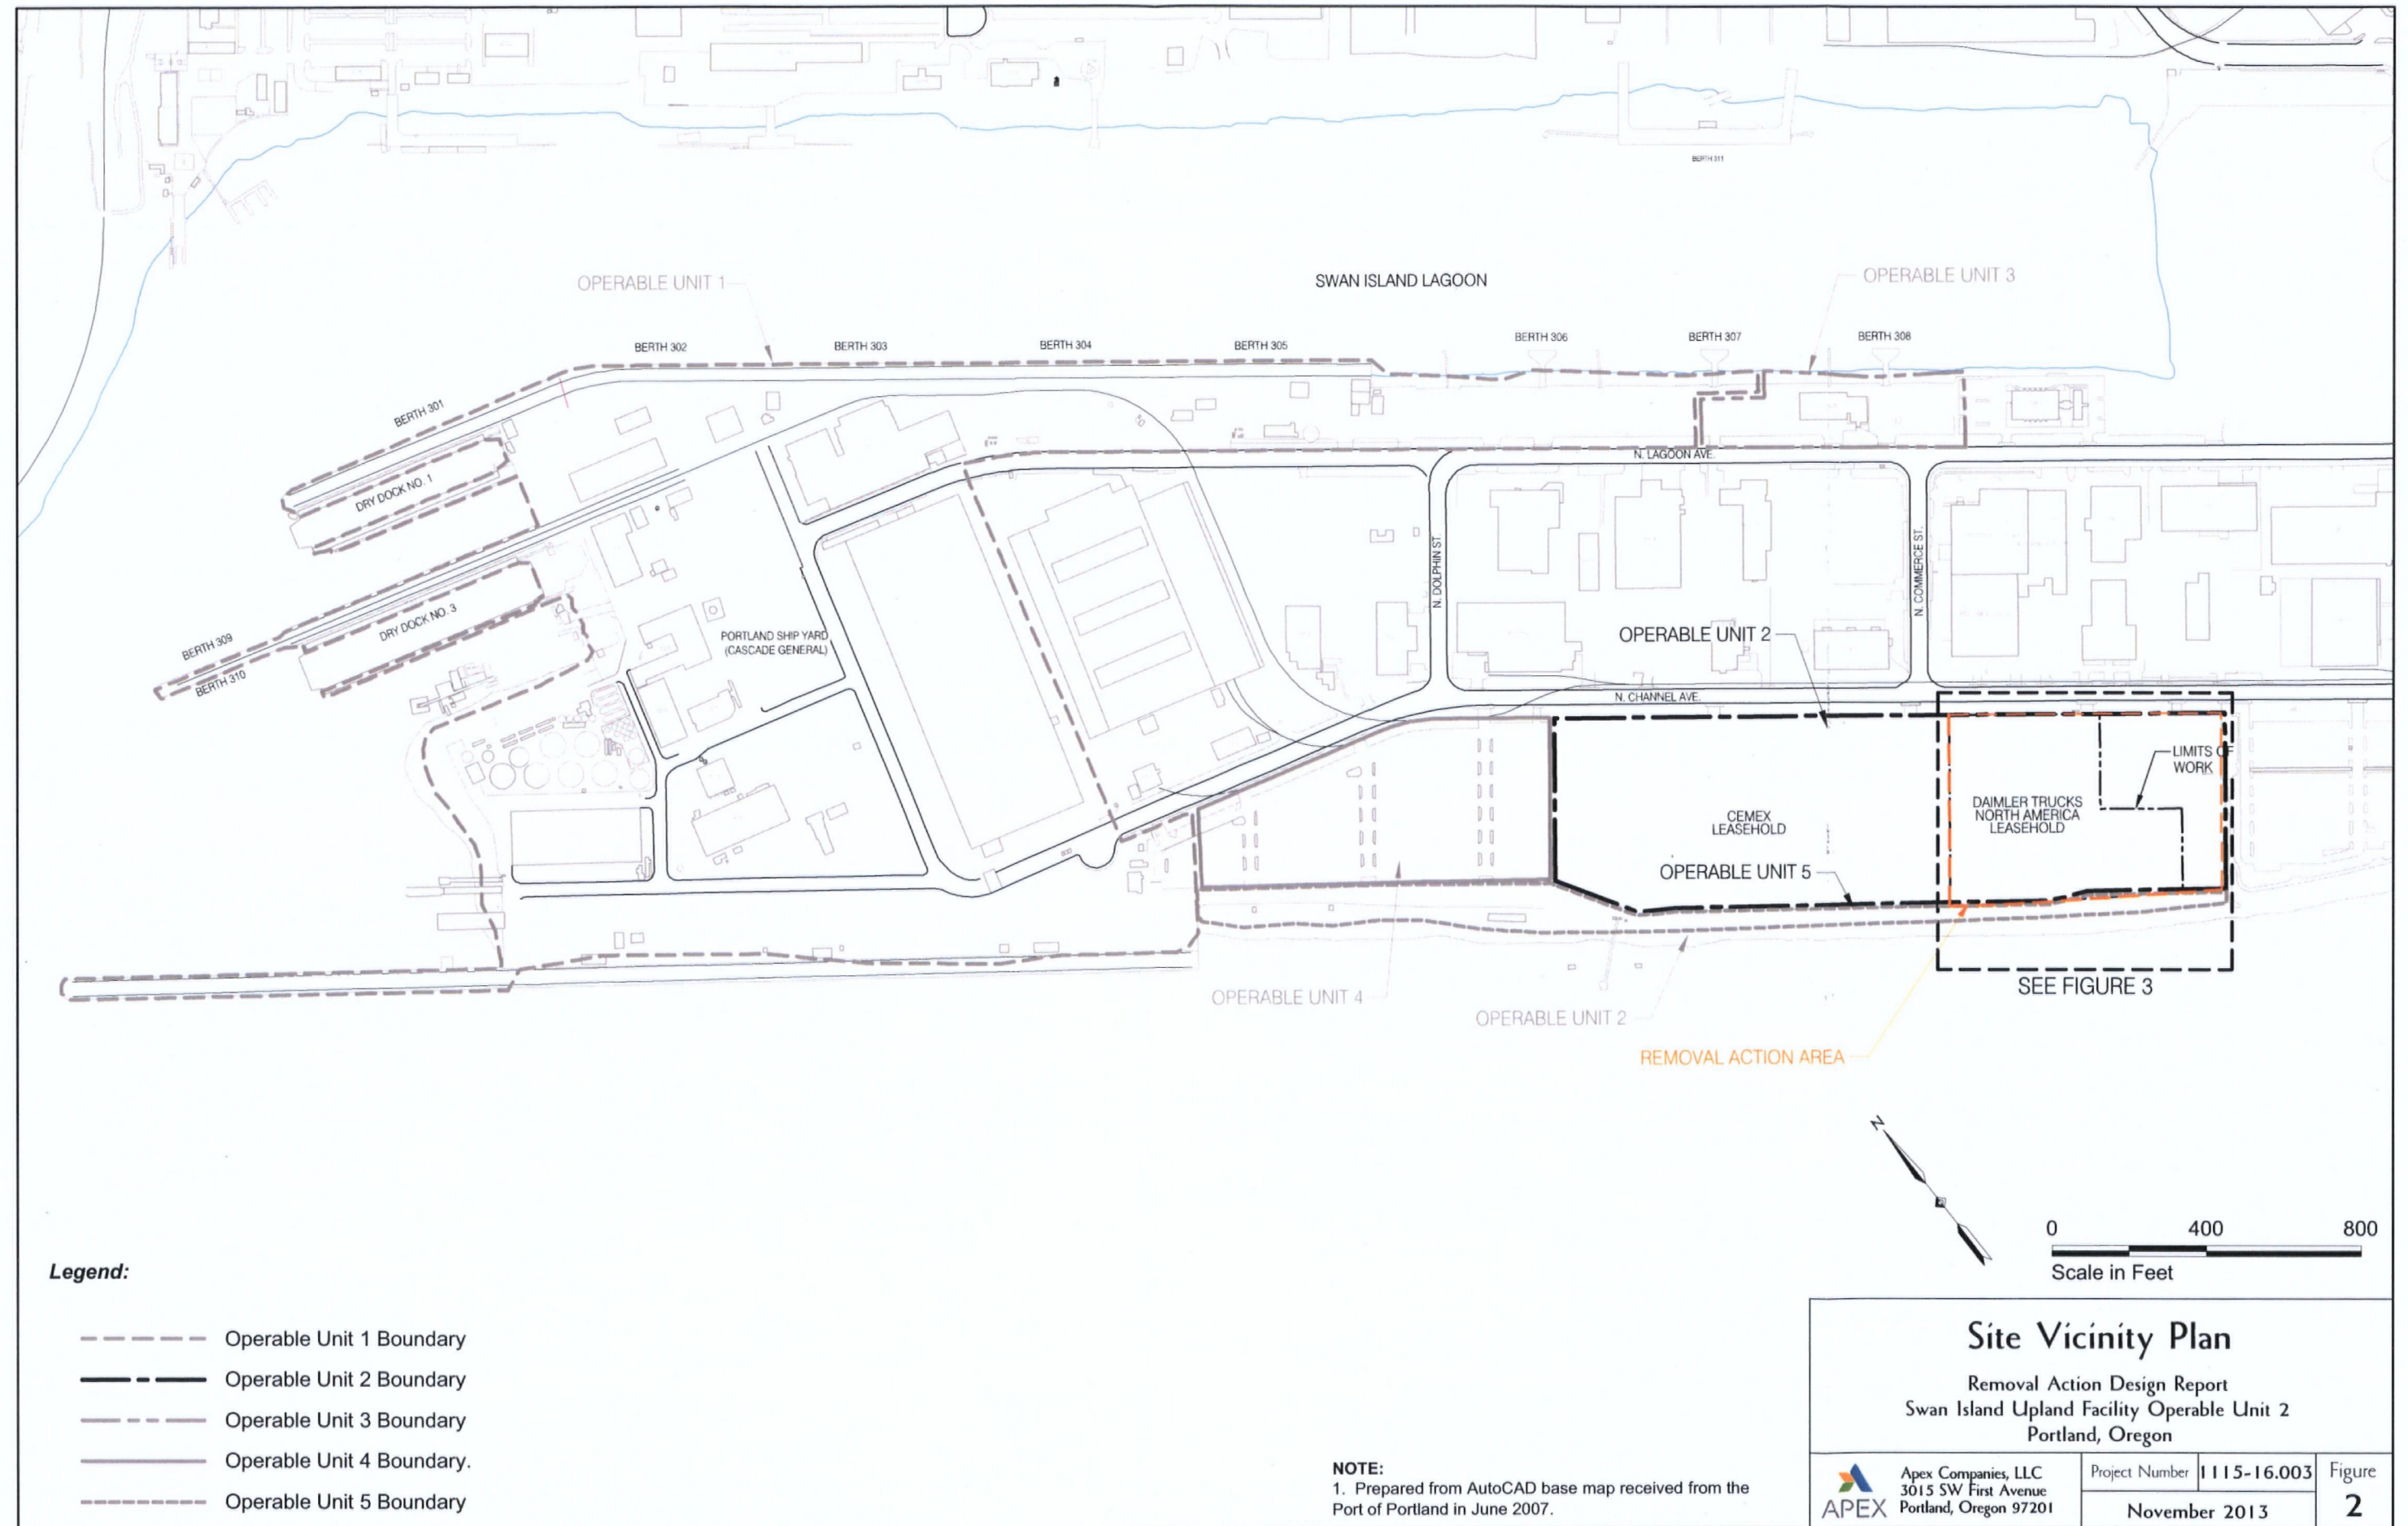 BERTH 311
OPERABLE UNIT 1
SWAN ISLAND LAGOON
OPERABLE UNIT 3
BERTH 301
BERTH 302
BERTH 303
BERTH 304
BERTH 305
BERTH 306
BERTH 307
BERTH 308
DRY DOCK NO. 1
N. LAGOON AVE.
N. DOLPHIN ST.
N. COMMERCE ST.
BERTH 309
BERTH 310
DRY DOCK NO. 3
PORTLAND SHIP YARD
(CASCADE GENERAL)
OPERABLE UNIT 2
N. CHANNEL AVE.
LIMITS OF
WORK
CEMEX
LEASEHOLD
DAIMLER TRUCKS
NORTH AMERICA
LEASEHOLD
OPERABLE UNIT 5
OPERABLE UNIT 4
OPERABLE UNIT 2
SEE FIGURE 3
REMOVAL ACTION AREA
N
0 400 800
Scale in Feet
Legend:
Operable Unit 1 Boundary
Operable Unit 2 Boundary
Operable Unit 3 Boundary
Operable Unit 4 Boundary.
Operable Unit 5 Boundary
NOTE:
1. Prepared from AutoCAD base map received from the
Port of Portland in June 2007.
Site Vicinity Plan
Removal Action Design Report
Swan Island Upland Facility Operable Unit 2
Portland, Oregon
APEX
Apex Companies, LLC
3015 SW First Avenue
Portland, Oregon 97201
Project Number 1115-16.003
November 2013
Figure
2